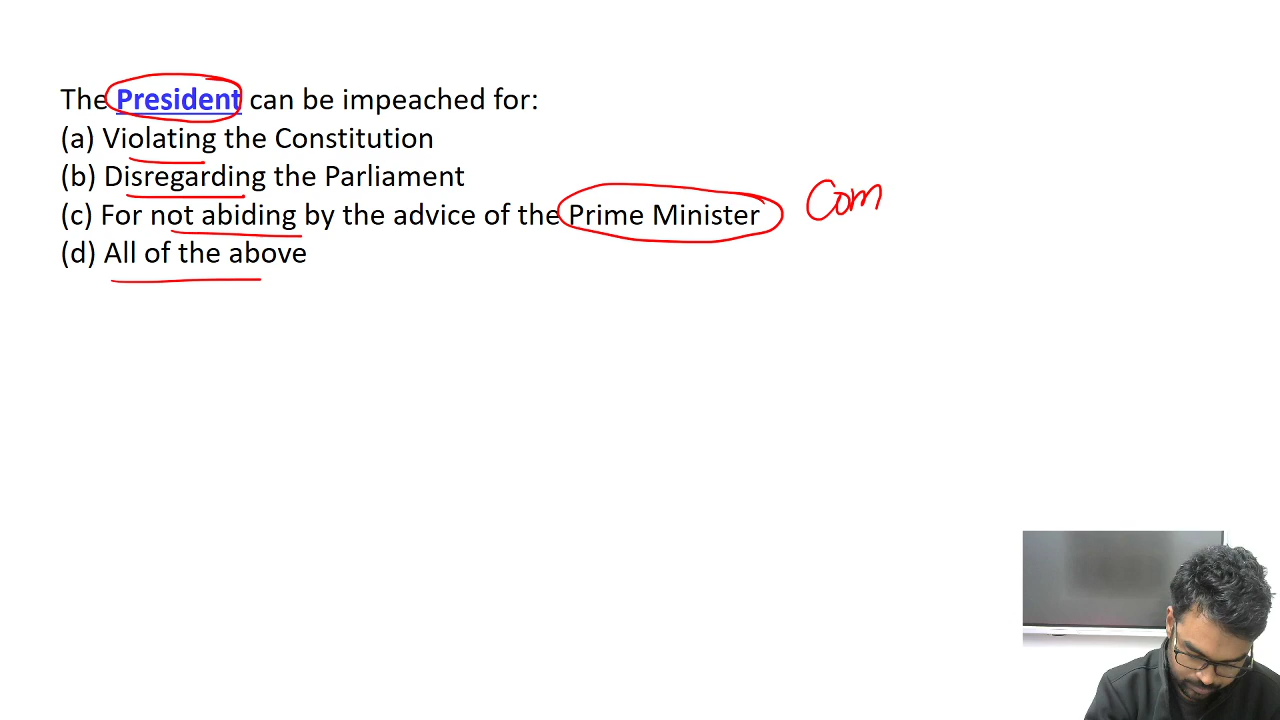 The President can be impeached for:
(a) Violating the Constitution
(b) Disregarding the Parliament
(c) For not abiding by the advice of the Prime Minister Com
(d) All of the above